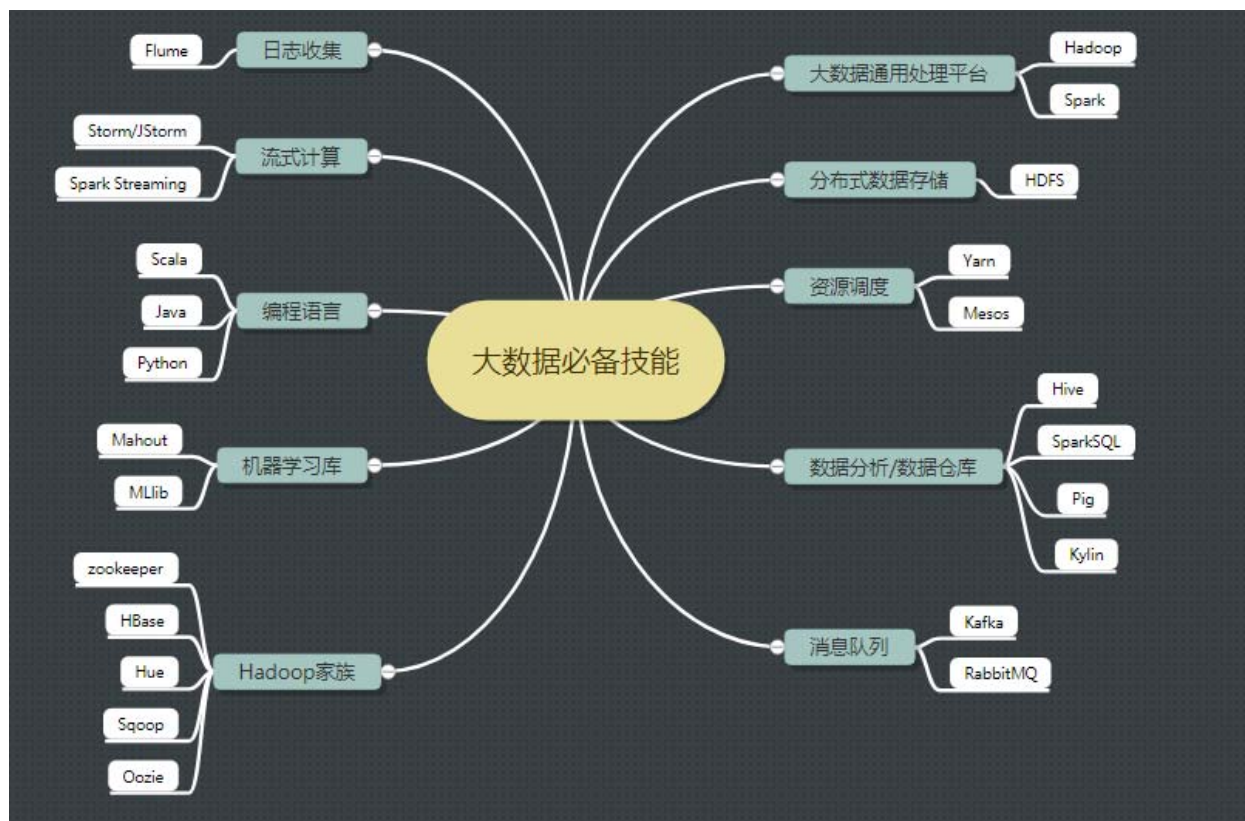 大数据必备技能
大数据通用处理平台
Hadoop
Spark
分布式数据存储
HDFS
资源调度
Yarn
Mesos
数据分析/数据仓库
Hive
SparkSQL
Pig
Kylin
消息队列
Kafka
RabbitMQ
日志收集
Flume
流式计算
Storm/JStorm
Spark Streaming
编程语言
Scala
Java
Python
机器学习库
Mahout
MLlib
Hadoop家族
zookeeper
HBase
Hue
Sqoop
Oozie